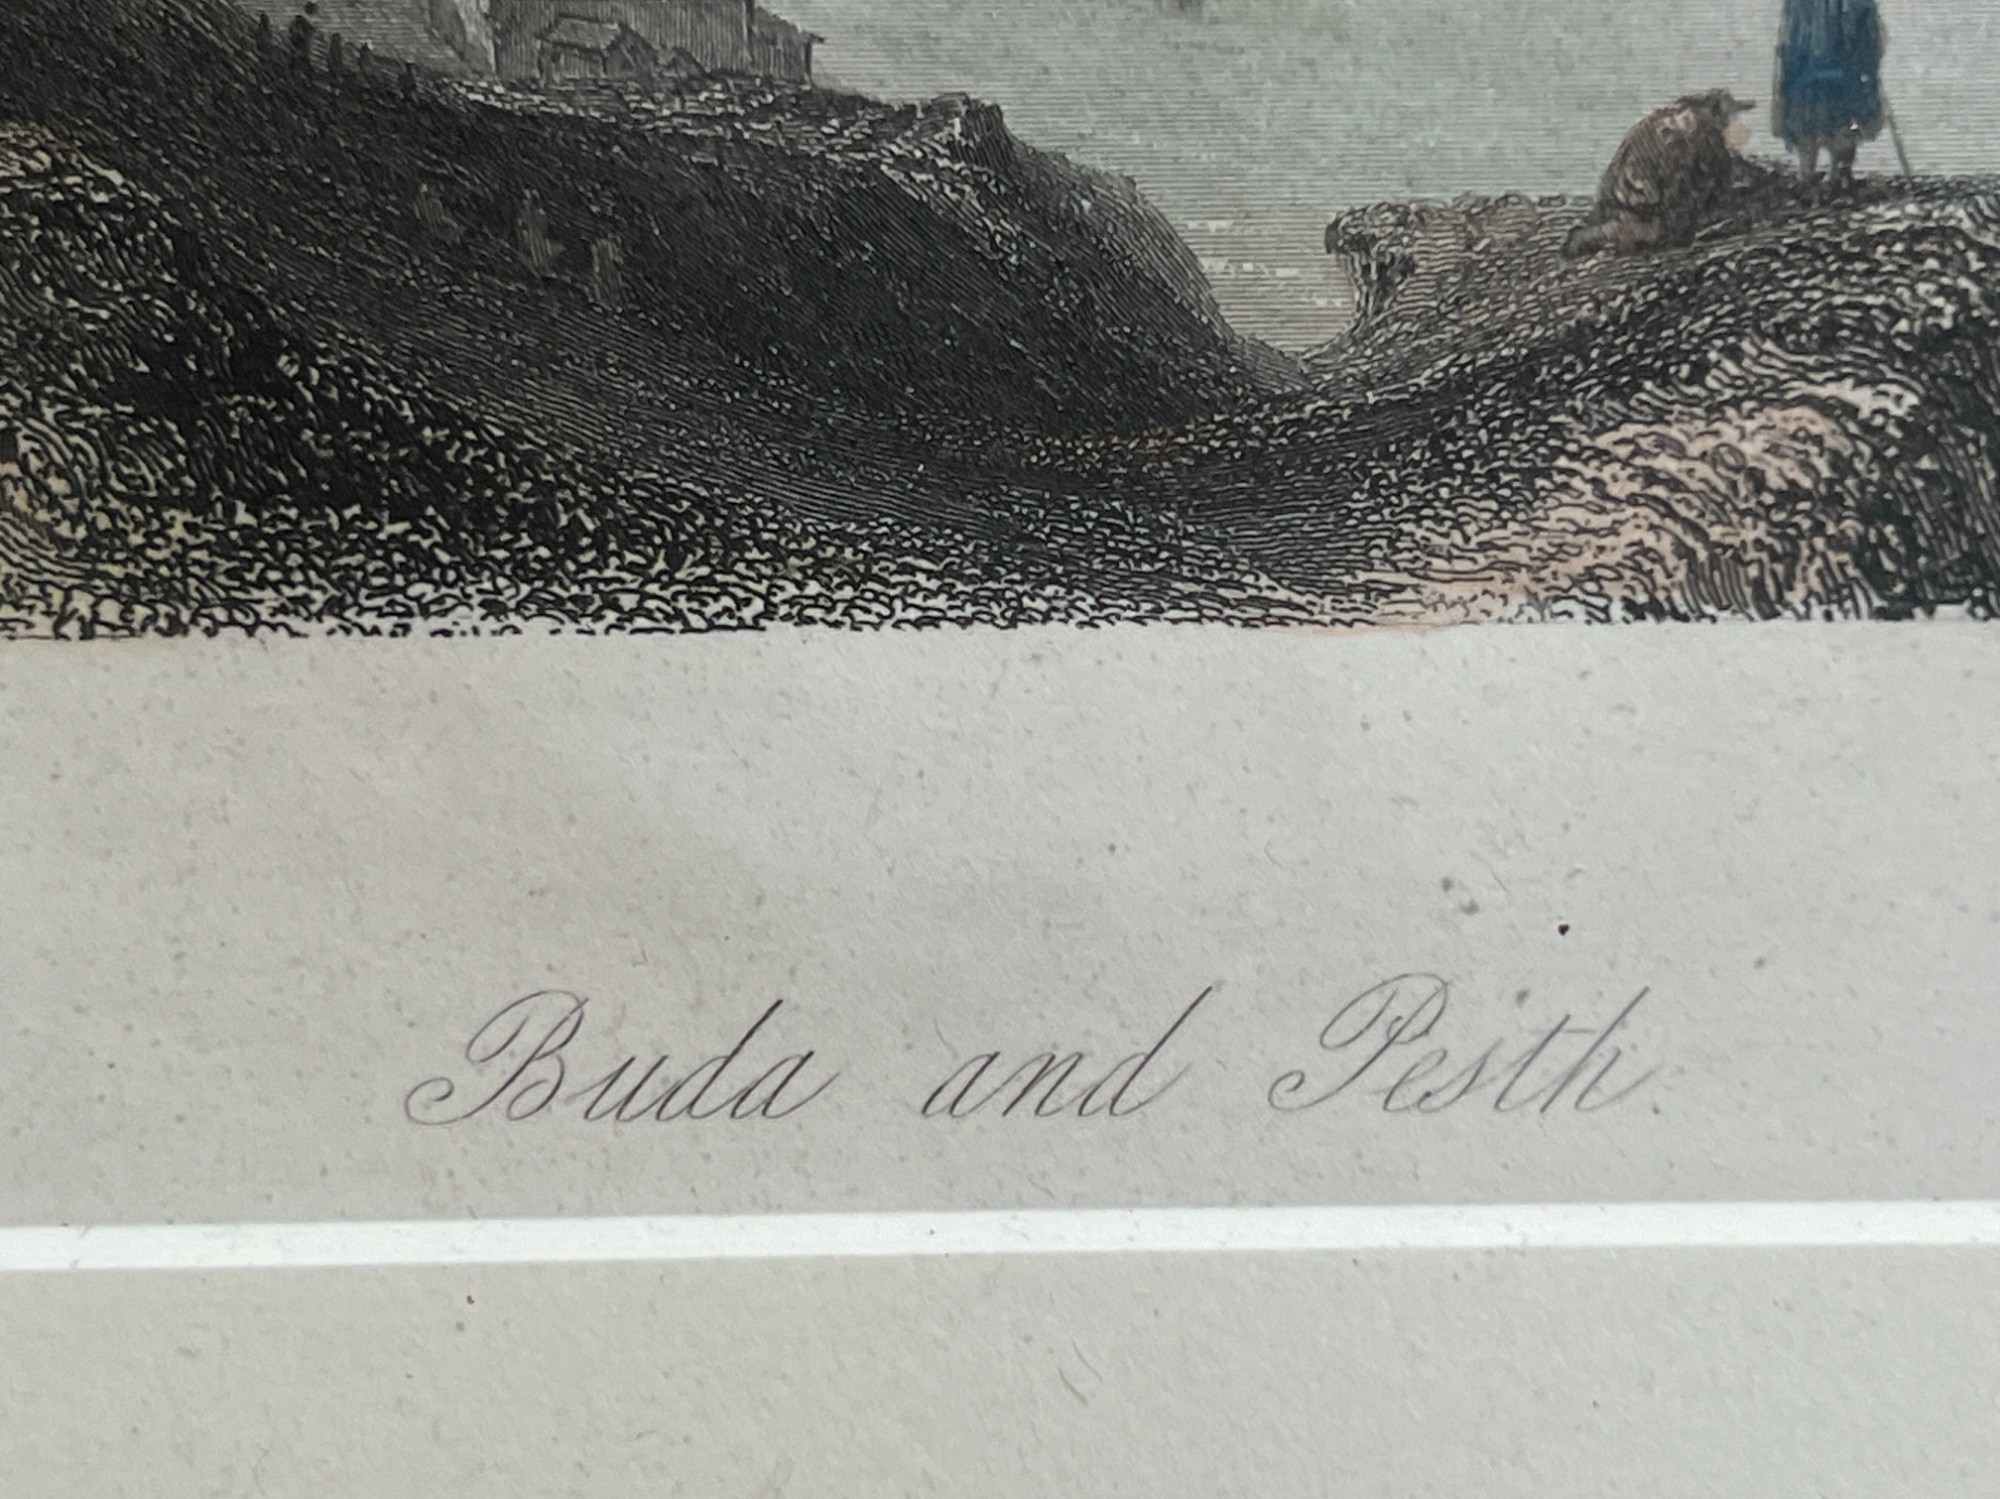 Buda and Pesth.